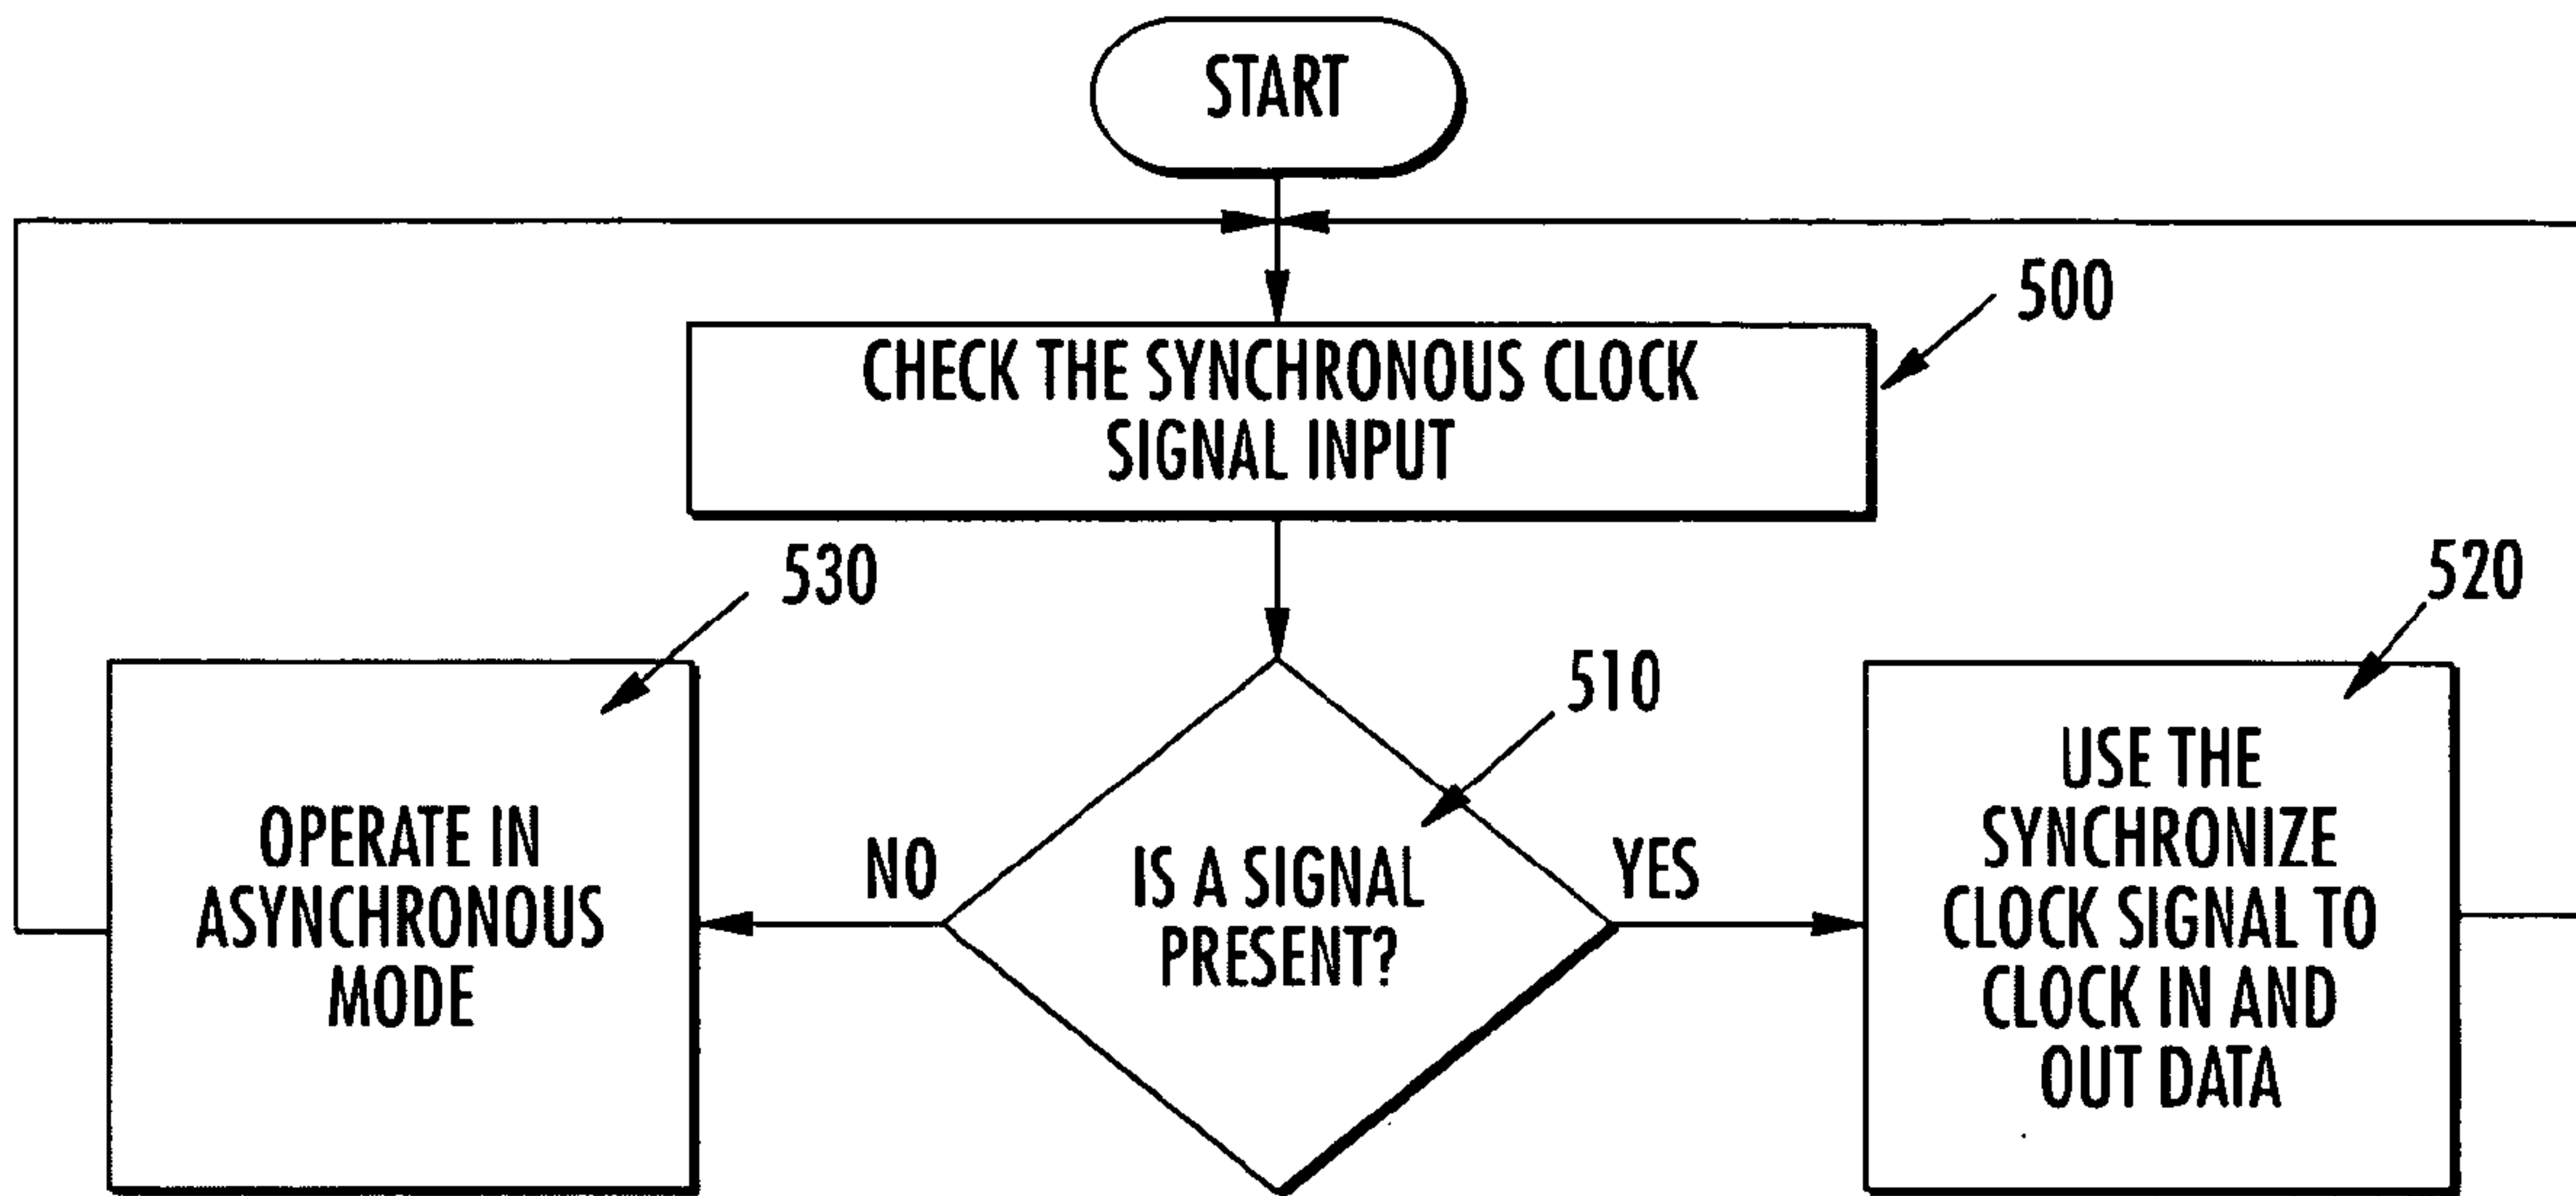 START
500
CHECK THE SYNCHRONOUS CLOCK
SIGNAL INPUT
530
OPERATE IN
ASYNCHRONOUS
MODE
NO
510
IS A SIGNAL
PRESENT?
YES
520
USE THE
SYNCHRONIZE
CLOCK SIGNAL TO
CLOCK IN AND
OUT DATA